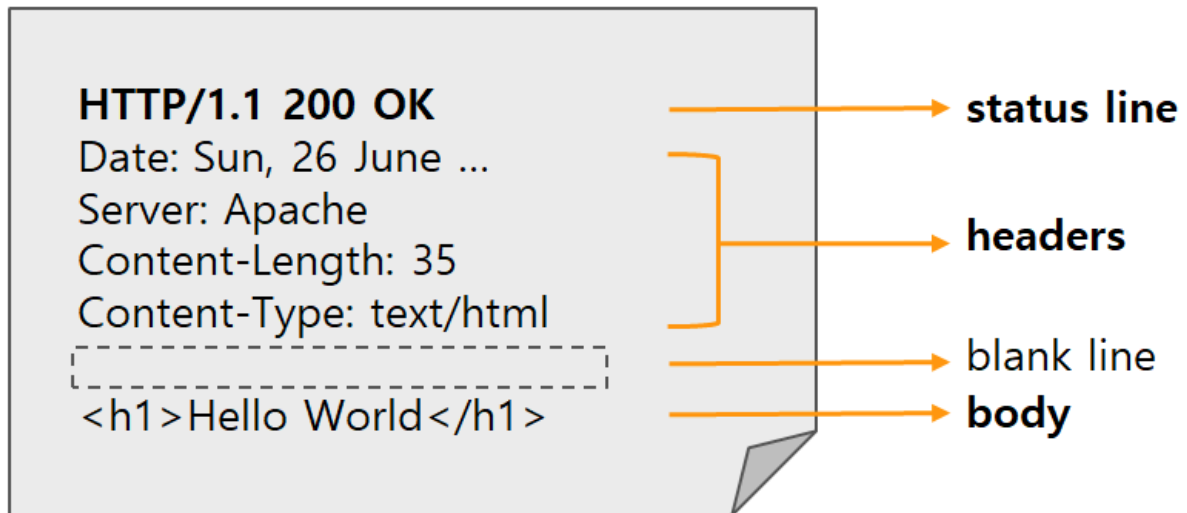 HTTP/1.1 200 OK
status line
Date: Sun, 26 June ...
Server: Apache
headers
Content-Length: 35
Content-Type: text/html
blank line
<h1>Hello World</h1>
body